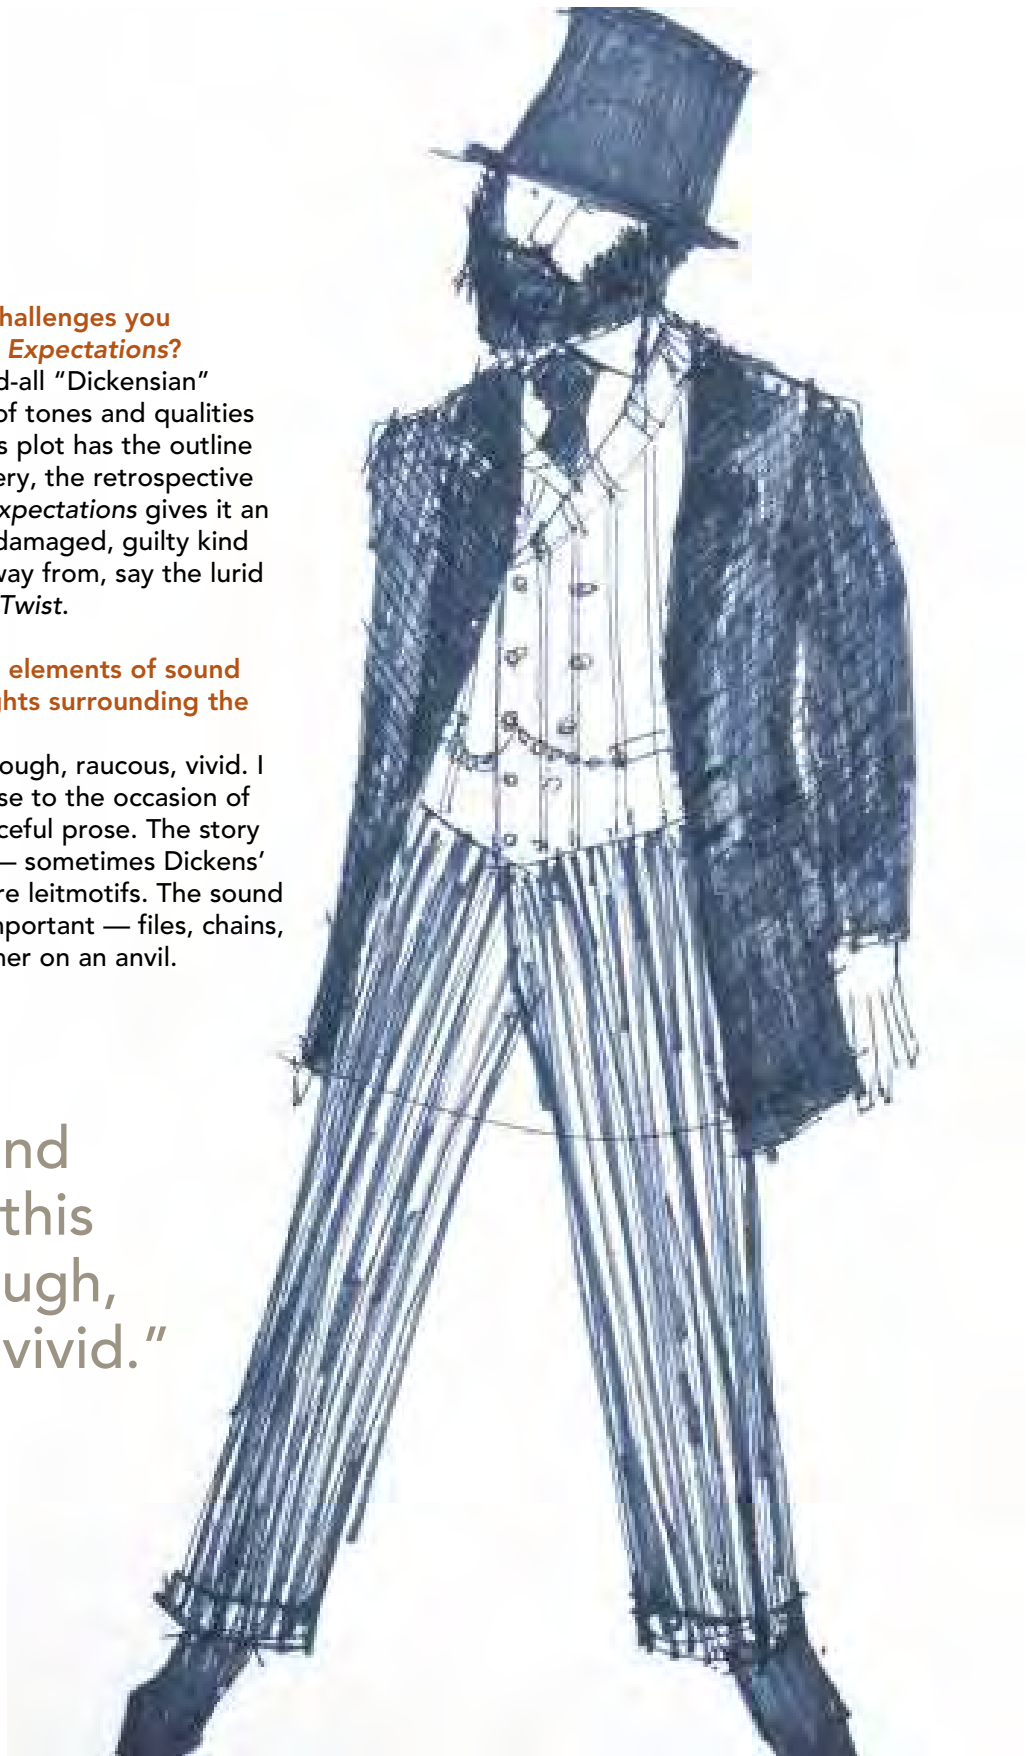 hallenges you
Expectations?
d-all “Dickensian”
of tones and qualities
s plot has the outline
ery, the retrospective
xpectations gives it an
damaged, guilty kind
way from, say the lurid
Twist.
elements of sound
ghts surrounding the
ough, raucous, vivid. I
se to the occasion of
ceful prose. The story
— sometimes Dickens’
re leitmotifs. The sound
mportant — files, chains,
ner on an anvil.
nd
this
ugh,
vivid.”